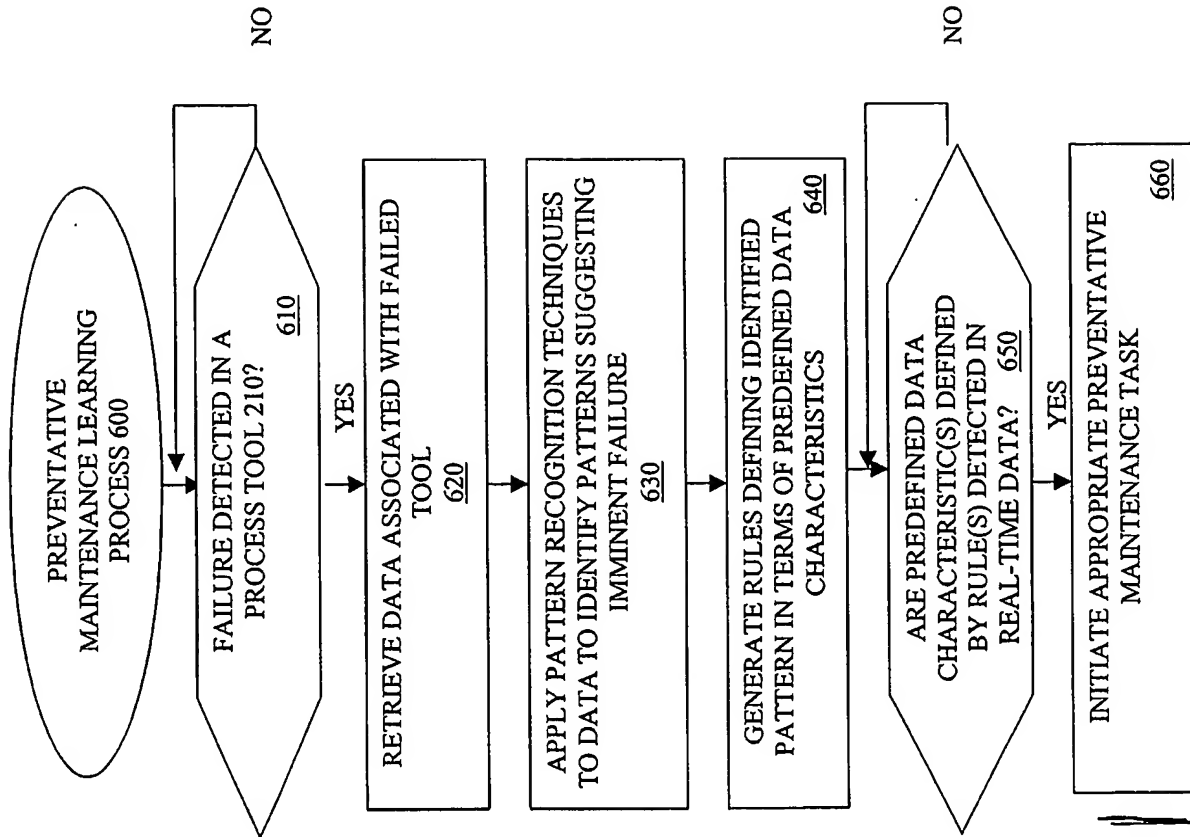 PREVENTATIVE
MAINTENANCE LEARNING
PROCESS 600
FAILURE DETECTED IN A
PROCESS TOOL 210?
610
NO
YES
RETRIEVE DATA ASSOCIATED WITH FAILED
TOOL
620
APPLY PATTERN RECOGNITION TECHNIQUES
TO DATA TO IDENTIFY PATTERNS SUGGESTING
IMMINENT FAILURE
630
GENERATE RULES DEFINING IDENTIFIED
PATTERN IN TERMS OF PREDEFINED DATA
CHARACTERISTICS
640
ARE PREDEFINED DATA
CHARACTERISTIC(S) DEFINED
BY RULE(S) DETECTED IN
REAL-TIME DATA?
650
NO
YES
INITIATE APPROPRIATE PREVENTATIVE
MAINTENANCE TASK
660